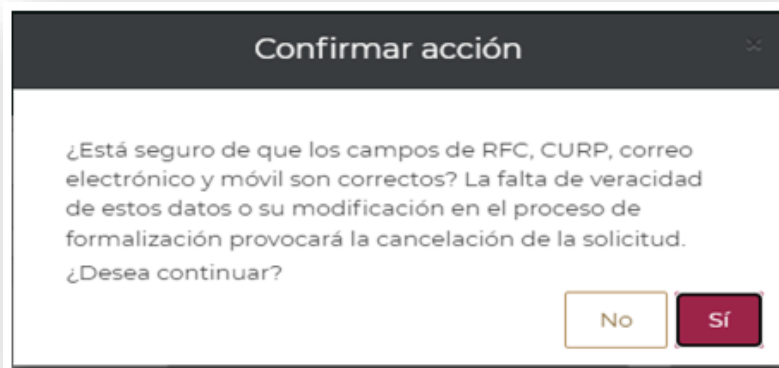 Confirmar acción
¿Está seguro de que los campos de RFC, CURP, correo
electrónico y móvil son correctos? La falta de veracidad
de estos datos o su modificación en el proceso de
formalización provocará la cancelación de la solicitud.
¿Desea continuar?
No
Sí